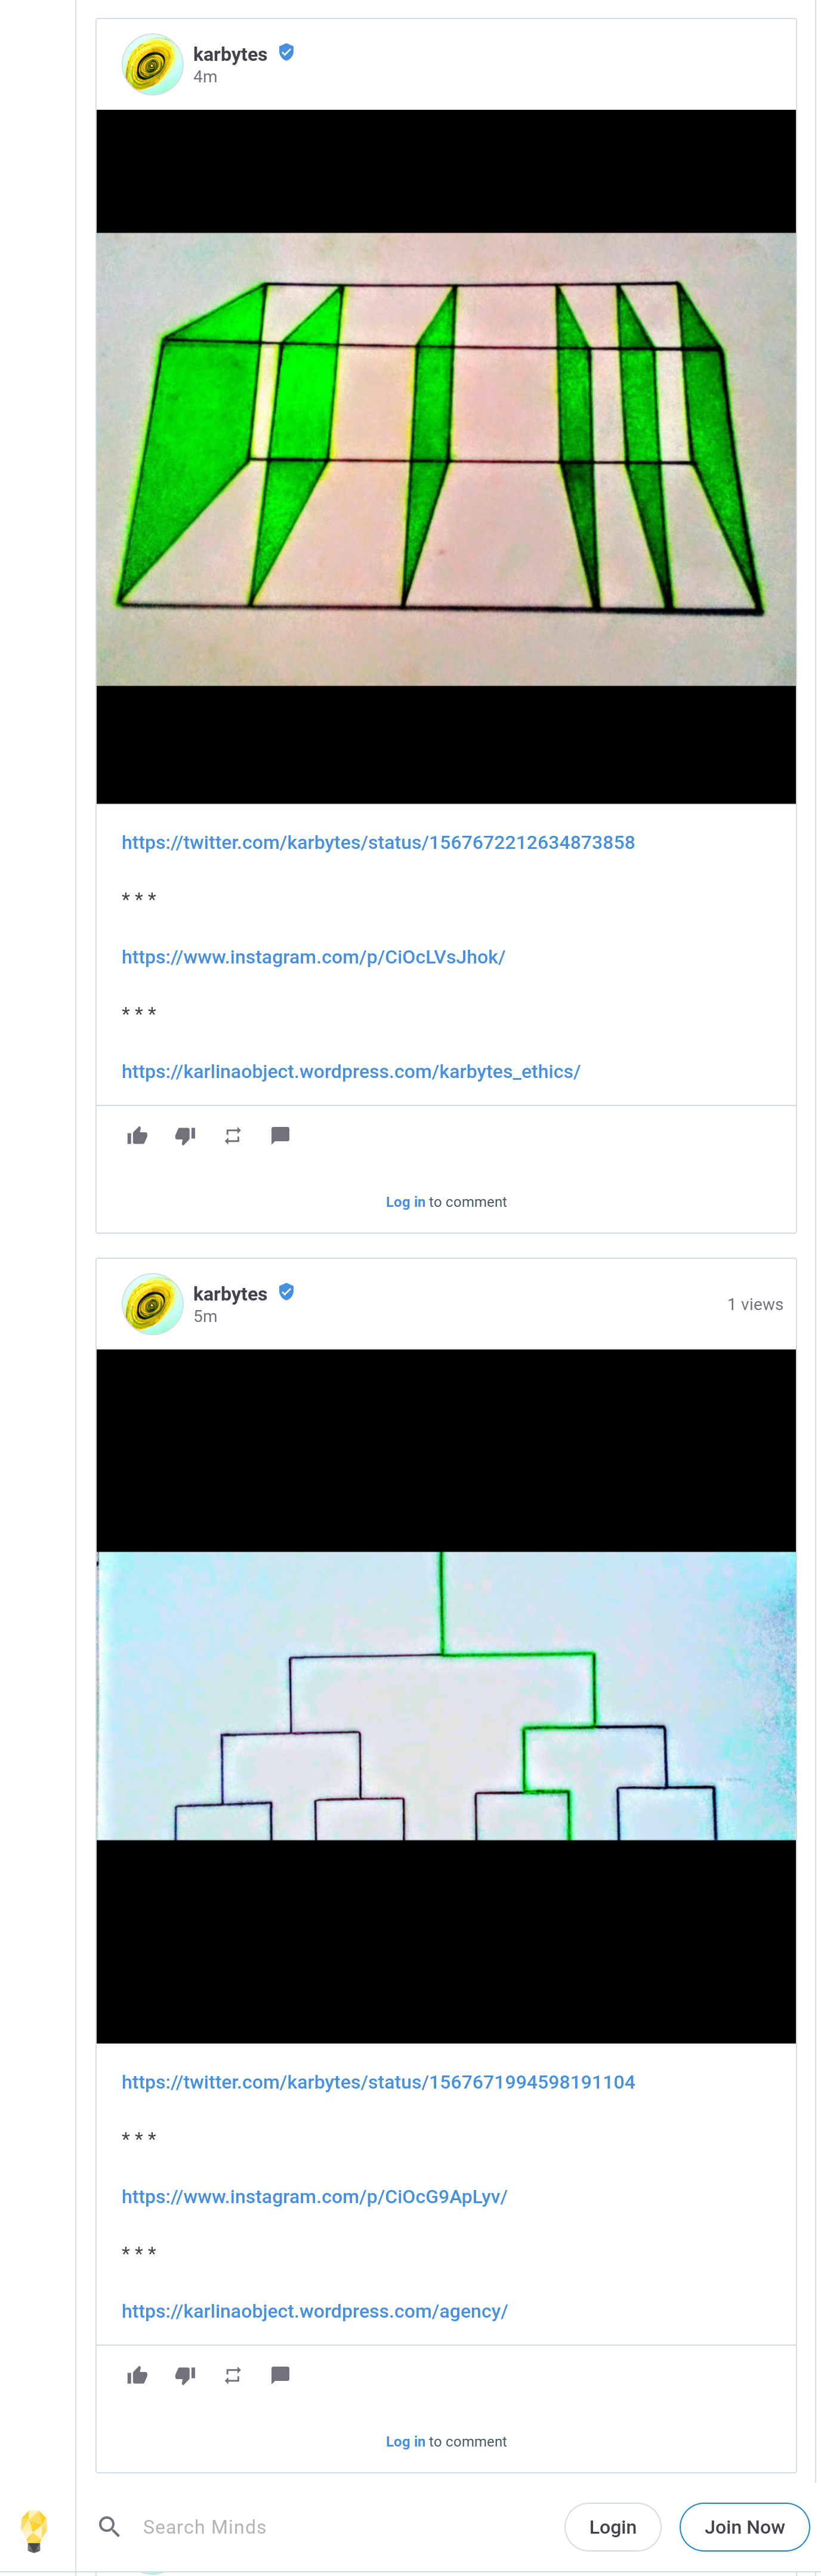 karbytes
4m
https://twitter.com/karbytes/status/1567672212634873858
* * *
https://www.instagram.com/p/CiOcLVsJhok/
* * *
https://karlinaobject.wordpress.com/karbytes_ethics/
Log in to comment
karbytes
5m
1 views
https://twitter.com/karbytes/status/1567671994598191104
* * *
https://www.instagram.com/p/CiOcG9ApLyv/
* * *
https://karlinaobject.wordpress.com/agency/
Log in to comment
Search Minds
Login
Join Now